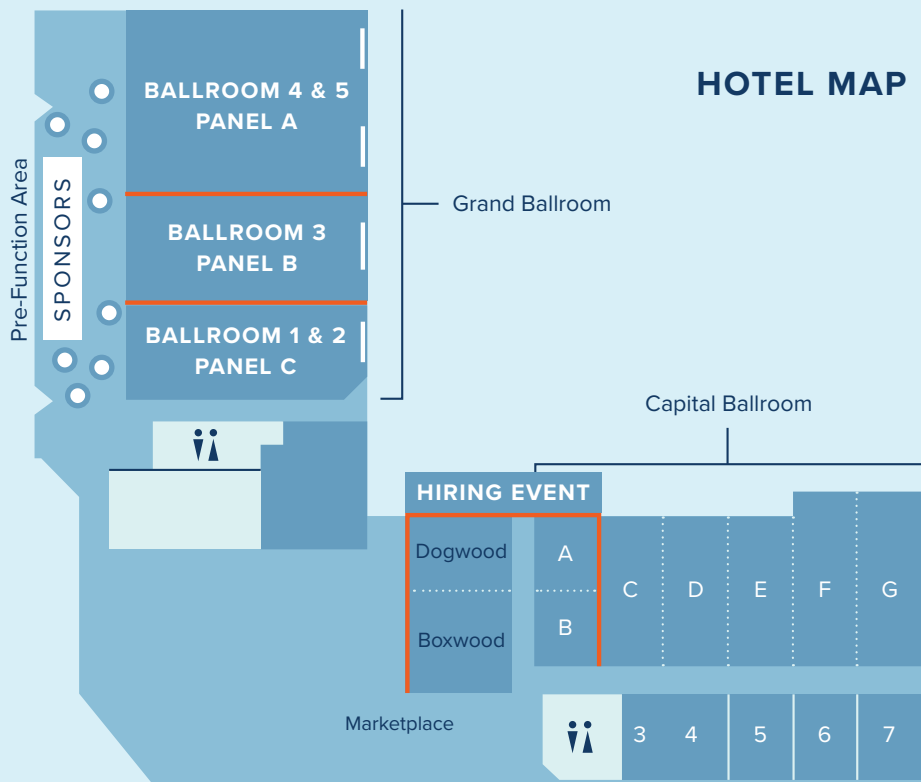 HOTEL MAP
BALLROOM 4 & 5
PANEL A
Grand Ballroom
BALLROOM 3
PANEL B
Pre-Function Area
SPONSORS
BALLROOM 1 & 2
PANEL C
Capital Ballroom
HIRING EVENT
Dogwood
Boxwood
A
B
C
D
E
F
G
Marketplace
3
4
5
6
7